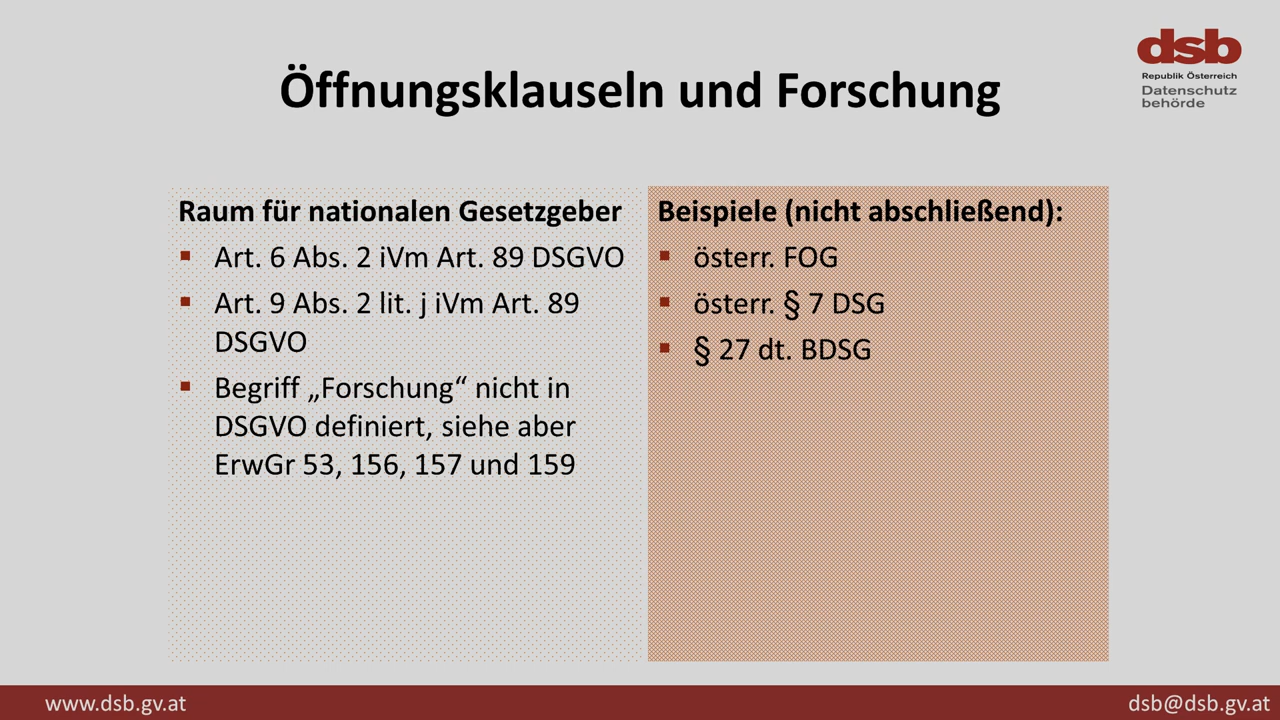 Öffnungsklauseln und Forschung
dsb
Republik Österreich
Datenschutz
behörde
Raum für nationalen Gesetzgeber
▪ Art. 6 Abs. 2 iVm Art. 89 DSGVO
▪ Art. 9 Abs. 2 lit. j iVm Art. 89
DSGVO
▪ Begriff „Forschung“ nicht in
DSGVO definiert, siehe aber
ErwGr 53, 156, 157 und 159
Beispiele (nicht abschließend):
▪ österr. FOG
▪ österr. § 7 DSG
▪ § 27 dt. BDSG
www.dsb.gv.at
dsb@dsb.gv.at